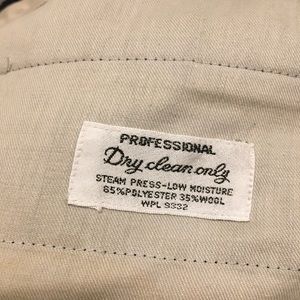 PROFESSIONAL
Dry clean only
STEAM PRESS-LOW MOISTURE
65%POLYESTER 35%WOOL
WPL 9332